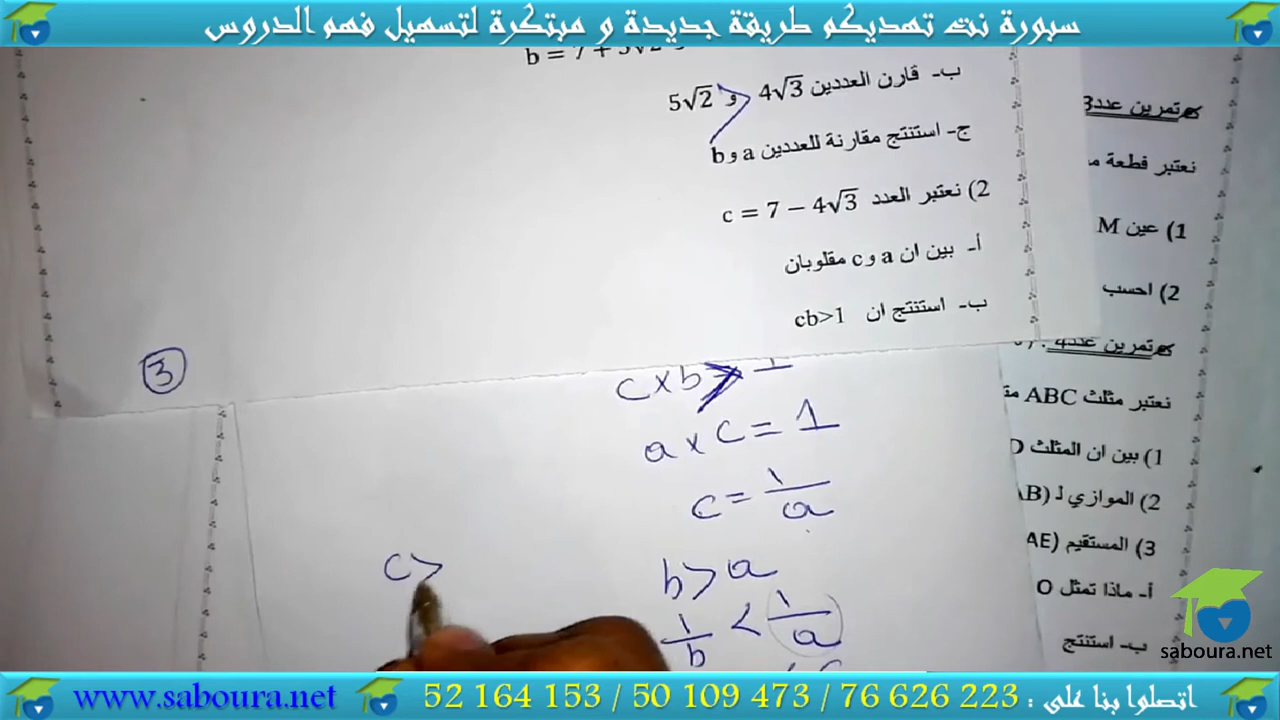 سبورة نت تهديكم طريقة جديدة و مبتكرة لتسهيل فهم الدروس
b = 7 + 5√2
ب- قارن العددين 4√3 و 5√2
ج- استنتج مقارنة للعددين a و b
2) نعتبر العدد c = 7 − 4√3
أ- بين ان a و c مقلوبان
ب- استنتج ان cb>1
3
c × b > 1
a × c = 1
c = 1/a
b > a
1/b < 1/a
c >
تمرين عدد3
نعتبر قطعة
1) عين M
2) احسب
تمرين عدد4 :
نعتبر مثلث ABC
1) بين ان المثلث
2) الموازي لـ (AB)
3) المستقيم (AE)
أ- ماذا تمثل O
ب- استنتج
saboura.net
www.saboura.net
اتصلوا بنا على : 223 626 76 / 473 109 50 / 153 164 52